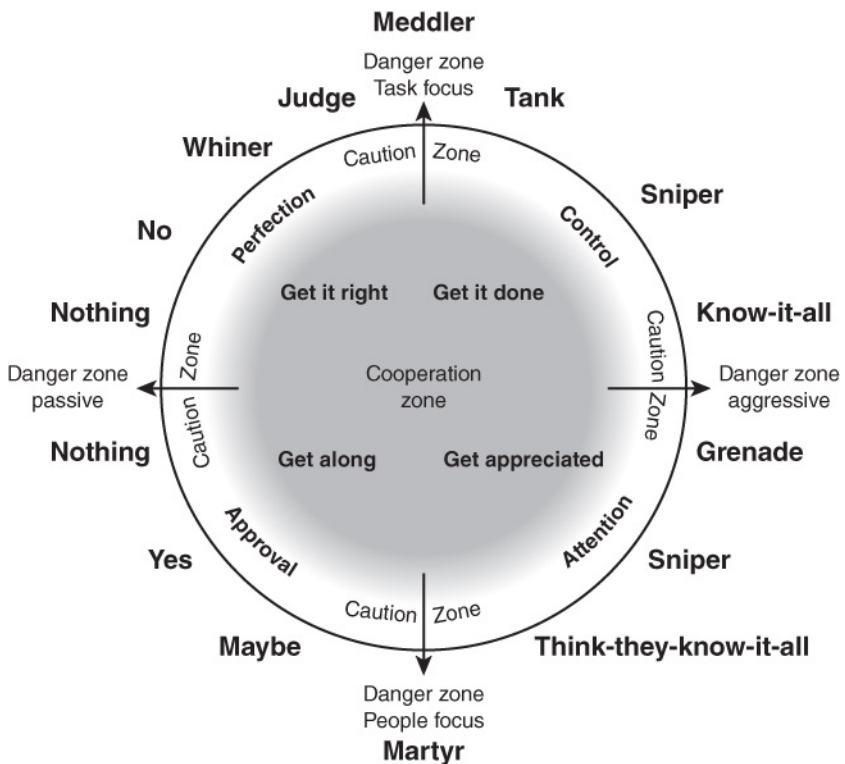 Meddler
Danger zone
Task focus
Judge
Tank
Whiner
Caution
Zone
Sniper
Perfection
Control
No
Get it right
Get it done
Nothing
Know-it-all
Zone
Caution
Danger zone
passive
Cooperation
zone
Danger zone
aggressive
Caution
Zone
Nothing
Get along
Get appreciated
Grenade
Approval
Attention
Yes
Sniper
Caution
Zone
Maybe
Think-they-know-it-all
Danger zone
People focus
Martyr